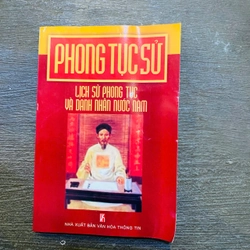 PHONG TỤC SỬ
LỊCH SỬ PHONG TỤC
VÀ DANH NHÂN NƯỚC NAM
NHÀ XUẤT BẢN VĂN HÓA THÔNG TIN